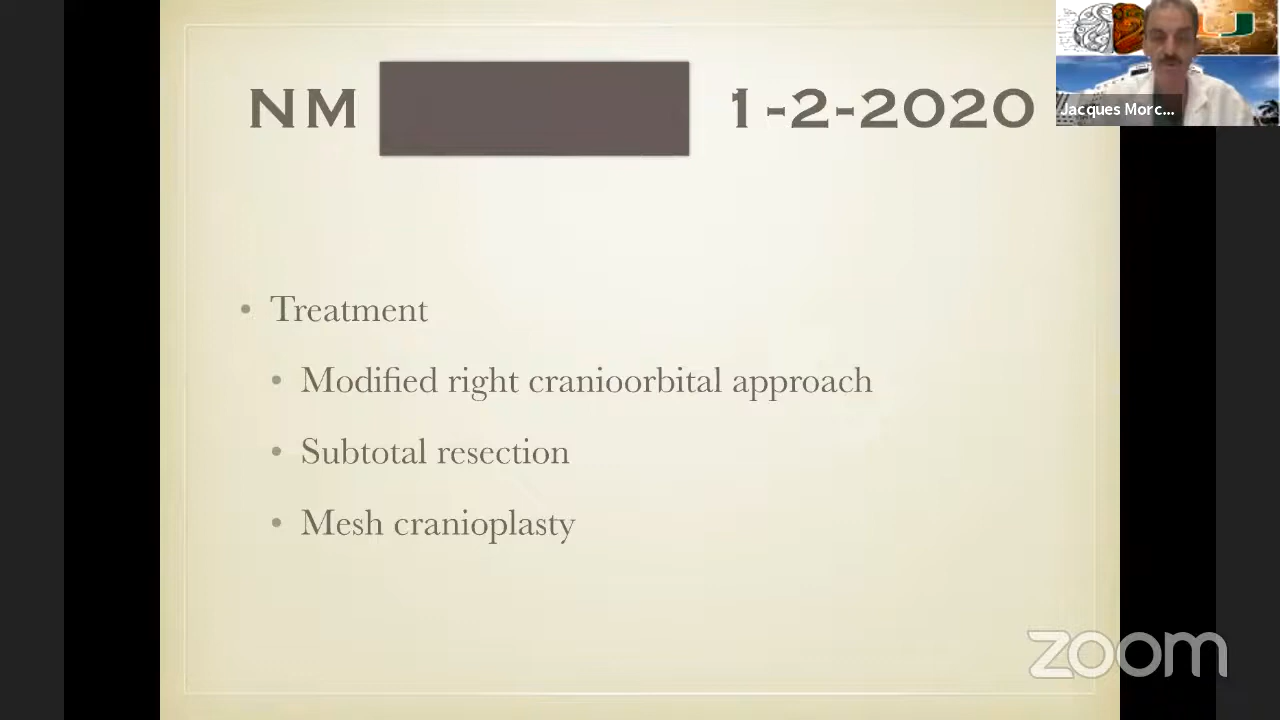 NM 1-2-2020
Jacques Morc...
U
• Treatment
• Modified right cranioorbital approach
• Subtotal resection
• Mesh cranioplasty
zoom